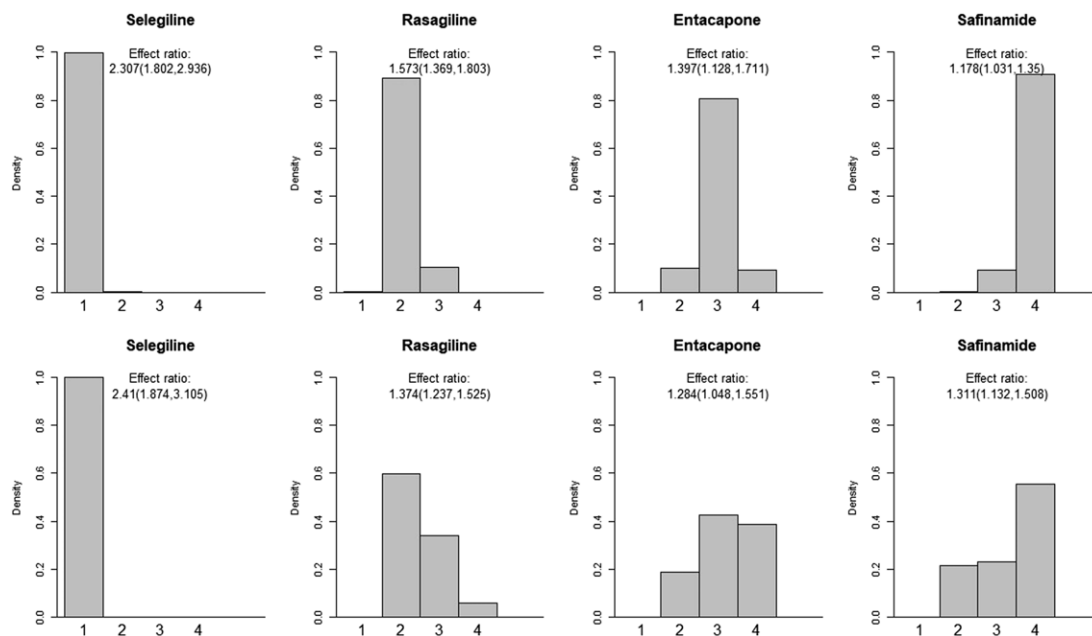 Selegiline
Rasagiline
Entacapone
Safinamide
Effect ratio:
2.307(1.802,2.936)
Effect ratio:
1.573(1.369,1.803)
Effect ratio:
1.397(1.128,1.711)
Effect ratio:
1.178(1.031,1.35)
Density
0.0 0.2 0.4 0.6 0.8 1.0
1 2 3 4
Density
0.0 0.2 0.4 0.6 0.8 1.0
1 2 3 4
Density
0.0 0.2 0.4 0.6 0.8 1.0
1 2 3 4
Density
0.0 0.2 0.4 0.6 0.8 1.0
1 2 3 4
Selegiline
Rasagiline
Entacapone
Safinamide
Effect ratio:
2.41(1.874,3.105)
Effect ratio:
1.374(1.237,1.525)
Effect ratio:
1.284(1.048,1.551)
Effect ratio:
1.311(1.132,1.508)
Density
0.0 0.2 0.4 0.6 0.8 1.0
1 2 3 4
Density
0.0 0.2 0.4 0.6 0.8 1.0
1 2 3 4
Density
0.0 0.2 0.4 0.6 0.8 1.0
1 2 3 4
Density
0.0 0.2 0.4 0.6 0.8 1.0
1 2 3 4